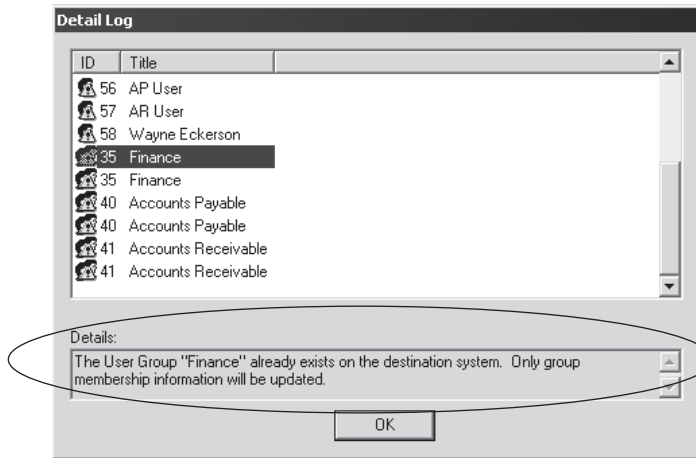 Detail Log
ID Title
56 AP User
57 AR User
58 Wayne Eckerson
35 Finance
35 Finance
40 Accounts Payable
40 Accounts Payable
41 Accounts Receivable
41 Accounts Receivable
Details:
The User Group "Finance" already exists on the destination system. Only group
membership information will be updated.
OK